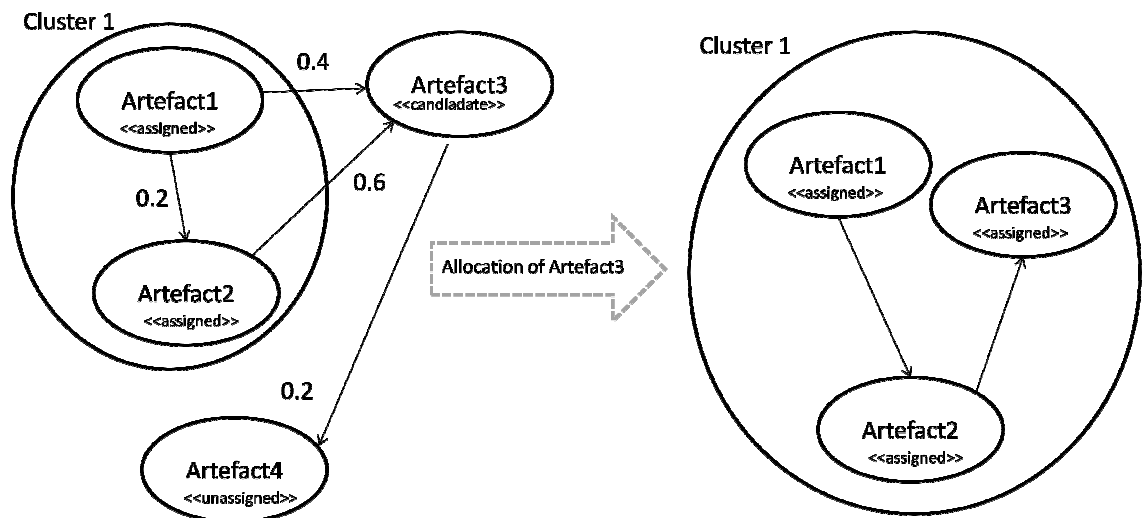 Cluster 1
0.4
Artefact1
<<assigned>>
Artefact3
<<candiadate>>
0.2
0.6
Artefact2
<<assigned>>
0.2
Artefact4
<<unassigned>>
Allocation of Artefact3
Cluster 1
Artefact1
<<assigned>>
Artefact3
<<assigned>>
Artefact2
<<assigned>>